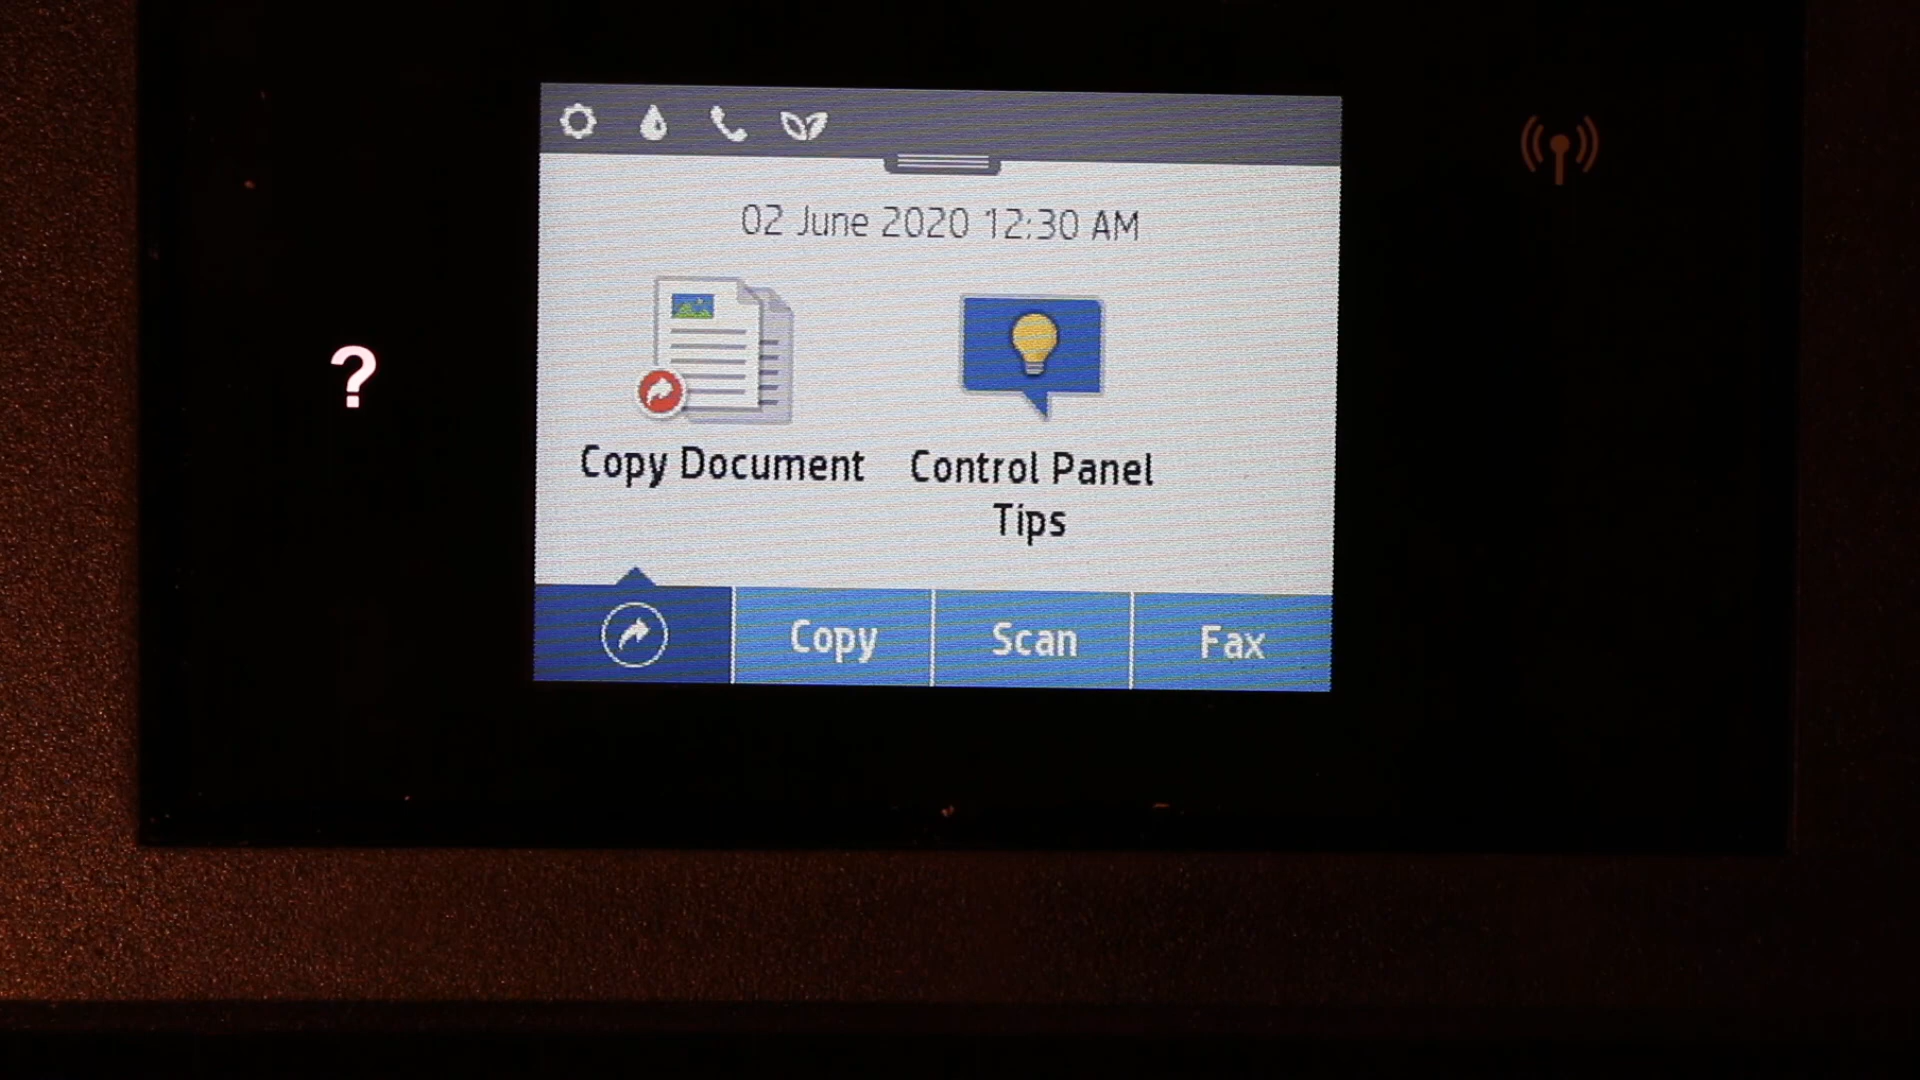 02 June 2020 12:30 AM
?
Copy Document
Control Panel
Tips
Copy
Scan
Fax